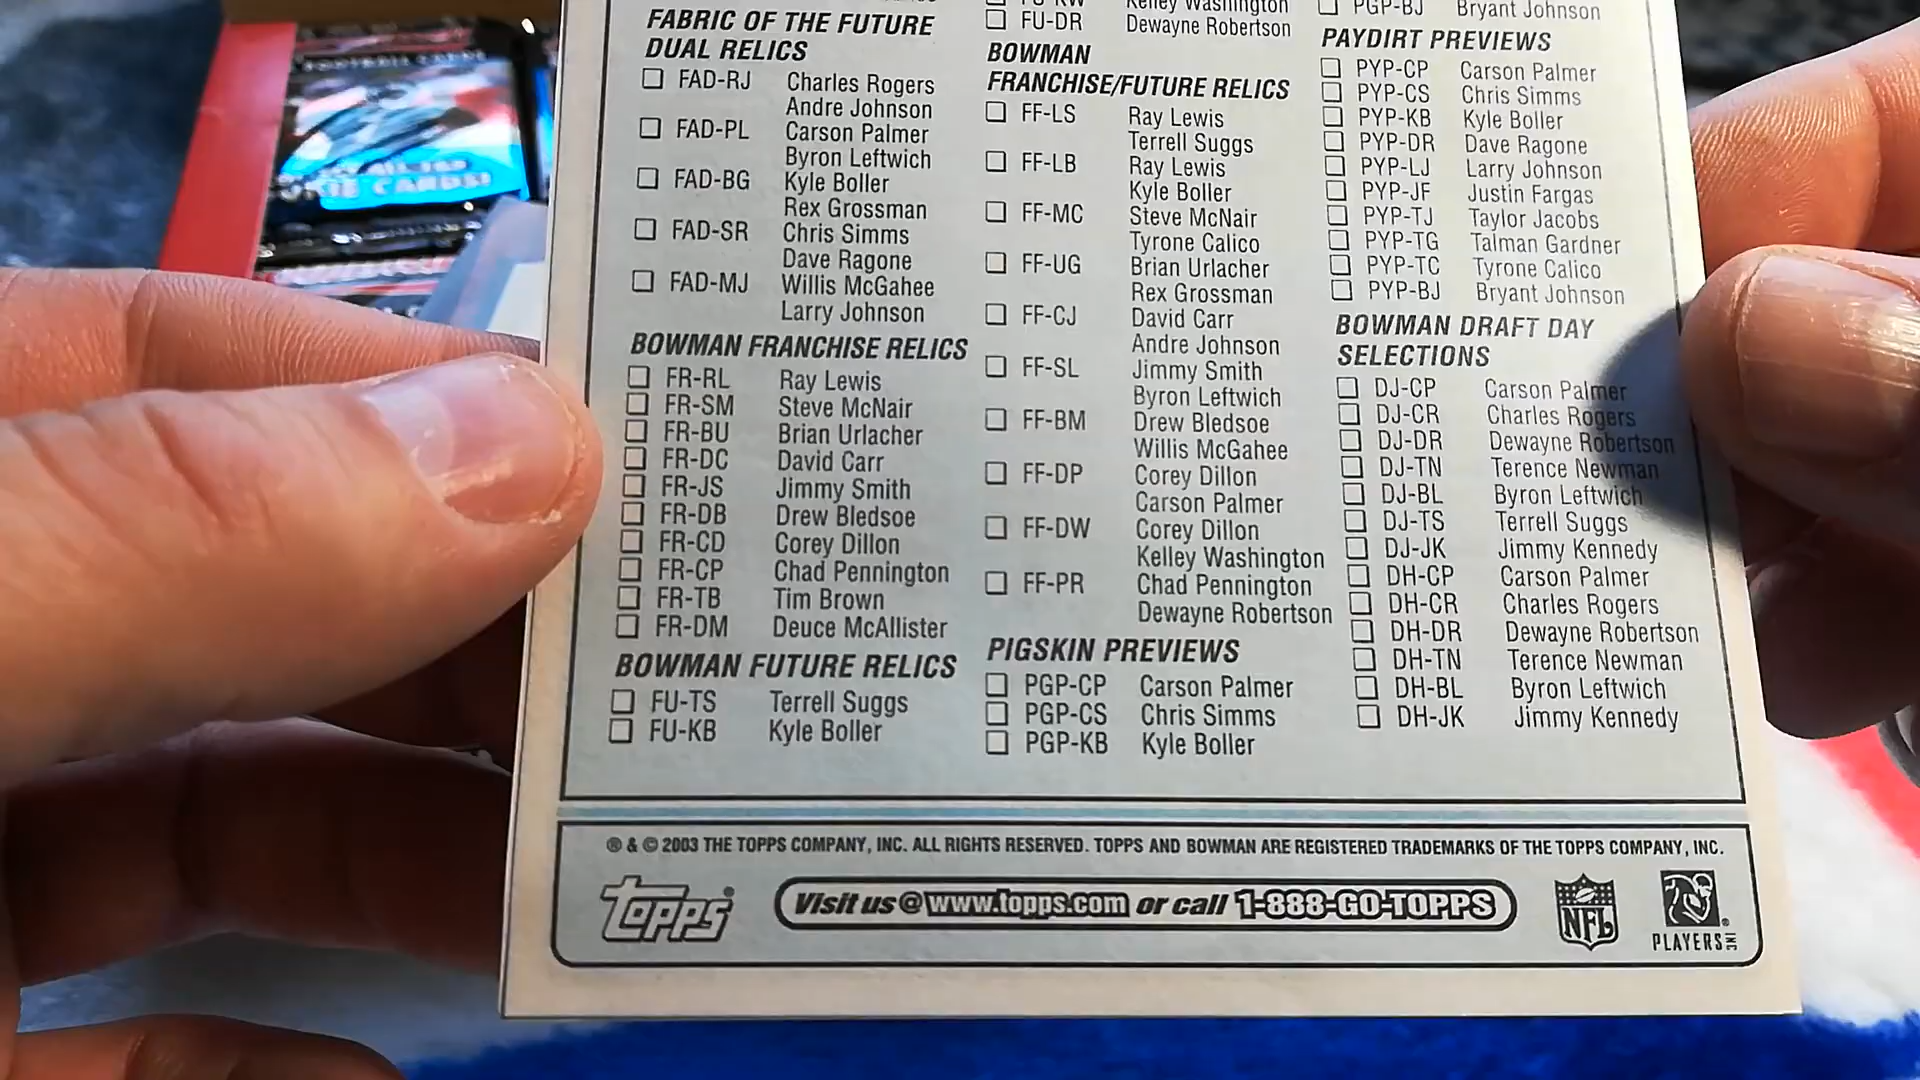 FOOTBALL CARDS
FABRIC OF THE FUTURE
DUAL RELICS
FAD-RJ Charles Rogers
Andre Johnson
FAD-PL Carson Palmer
Byron Leftwich
FAD-BG Kyle Boller
Rex Grossman
FAD-SR Chris Simms
Dave Ragone
FAD-MJ Willis McGahee
Larry Johnson
BOWMAN FRANCHISE RELICS
FR-RL Ray Lewis
FR-SM Steve McNair
FR-BU Brian Urlacher
FR-DC David Carr
FR-JS Jimmy Smith
FR-DB Drew Bledsoe
FR-CD Corey Dillon
FR-CP Chad Pennington
FR-TB Tim Brown
FR-DM Deuce McAllister
BOWMAN FUTURE RELICS
FU-TS Terrell Suggs
FU-KB Kyle Boller
FU-KW Kelley Washington
FU-DR Dewayne Robertson
BOWMAN
FRANCHISE/FUTURE RELICS
FF-LS Ray Lewis
Terrell Suggs
FF-LB Ray Lewis
Kyle Boller
FF-MC Steve McNair
Tyrone Calico
FF-UG Brian Urlacher
Rex Grossman
FF-CJ David Carr
Andre Johnson
FF-SL Jimmy Smith
Byron Leftwich
FF-BM Drew Bledsoe
Willis McGahee
FF-DP Corey Dillon
Carson Palmer
FF-DW Corey Dillon
Kelley Washington
FF-PR Chad Pennington
Dewayne Robertson
PIGSKIN PREVIEWS
PGP-CP Carson Palmer
PGP-CS Chris Simms
PGP-KB Kyle Boller
PGP-BJ Bryant Johnson
PAYDIRT PREVIEWS
PYP-CP Carson Palmer
PYP-CS Chris Simms
PYP-KB Kyle Boller
PYP-DR Dave Ragone
PYP-LJ Larry Johnson
PYP-JF Justin Fargas
PYP-TJ Taylor Jacobs
PYP-TG Talman Gardner
PYP-TC Tyrone Calico
PYP-BJ Bryant Johnson
BOWMAN DRAFT DAY
SELECTIONS
DJ-CP Carson Palmer
DJ-CR Charles Rogers
DJ-DR Dewayne Robertson
DJ-TN Terence Newman
DJ-BL Byron Leftwich
DJ-TS Terrell Suggs
DJ-JK Jimmy Kennedy
DH-CP Carson Palmer
DH-CR Charles Rogers
DH-DR Dewayne Robertson
DH-TN Terence Newman
DH-BL Byron Leftwich
DH-JK Jimmy Kennedy
® & © 2003 THE TOPPS COMPANY, INC. ALL RIGHTS RESERVED. TOPPS AND BOWMAN ARE REGISTERED TRADEMARKS OF THE TOPPS COMPANY, INC.
Topps® Visit us @ www.topps.com or call 1-888-GO-TOPPS NFL
PLAYERS INC